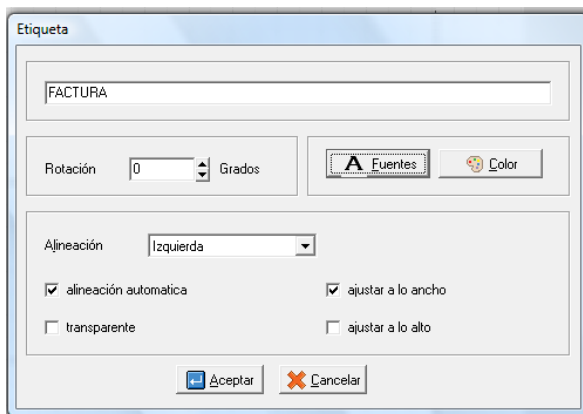 Etiqueta
FACTURA
Rotación 0 Grados
A Fuentes Color
Alineación Izquierda
alineación automatica ajustar a lo ancho
transparente ajustar a lo alto
Aceptar Cancelar